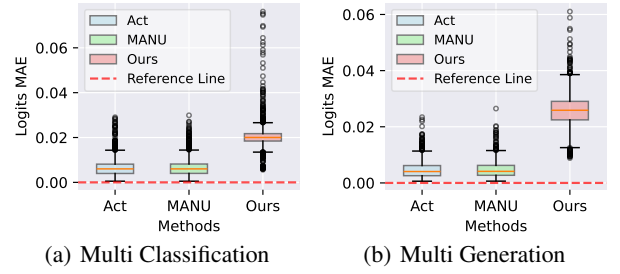 Logits MAE
0.06
0.04
0.02
0.00
Act
MANU
Ours
Reference Line
Act
MANU
Ours
Methods
(a) Multi Classification
Logits MAE
0.06
0.04
0.02
0.00
Act
MANU
Ours
Reference Line
Act
MANU
Ours
Methods
(b) Multi Generation